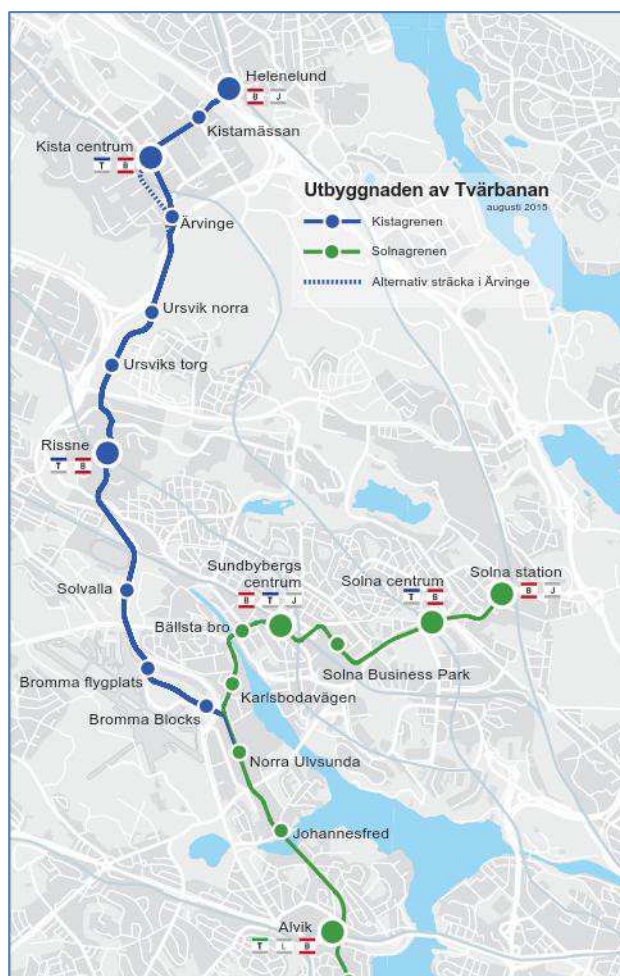 Helenelund
B J
Kistamässan
Kista centrum
T B
Utbyggnaden av Tvärbanan
augusti 2015
Kistagrenen
Solnagrenen
Alternativ sträcka i Ärvinge
Ärvinge
Ursvik norra
Ursviks torg
Rissne
T B
Sundbybergs
centrum
B T J
Solna centrum
T B
Solna station
B J
Solvalla
Bällsta bro
Solna Business Park
Bromma flygplats
Karlsbodavägen
Bromma Blocks
Norra Ulvsunda
Johannesfred
Alvik
T L B